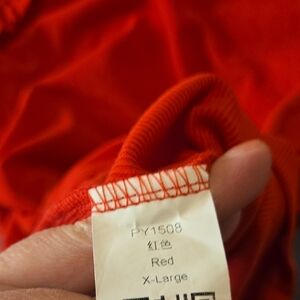 PY1508
红色
Red
X-Large